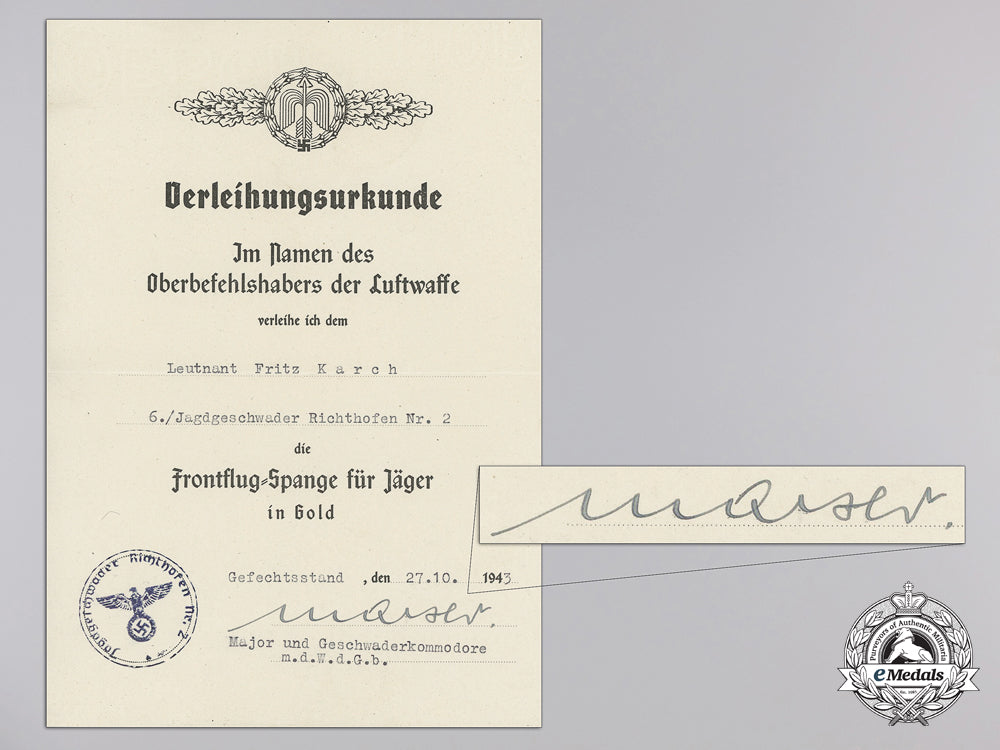 Verleihungsurkunde
Im Namen des
Oberbefehlshabers der Luftwaffe
verleihe ich dem
Leutnant Fritz K a r c h
6./Jagdgeschwader Richthofen Nr. 2
die
Frontflug-Spange für Jäger
in Gold
Gefechtsstand , den 27.10. 1943
Major und Geschwaderkommodore
m.d.W.d.G.b.
Jagdgeschwader Richthofen Nr. 2
Purveyors of Authentic Militaria
eMedals